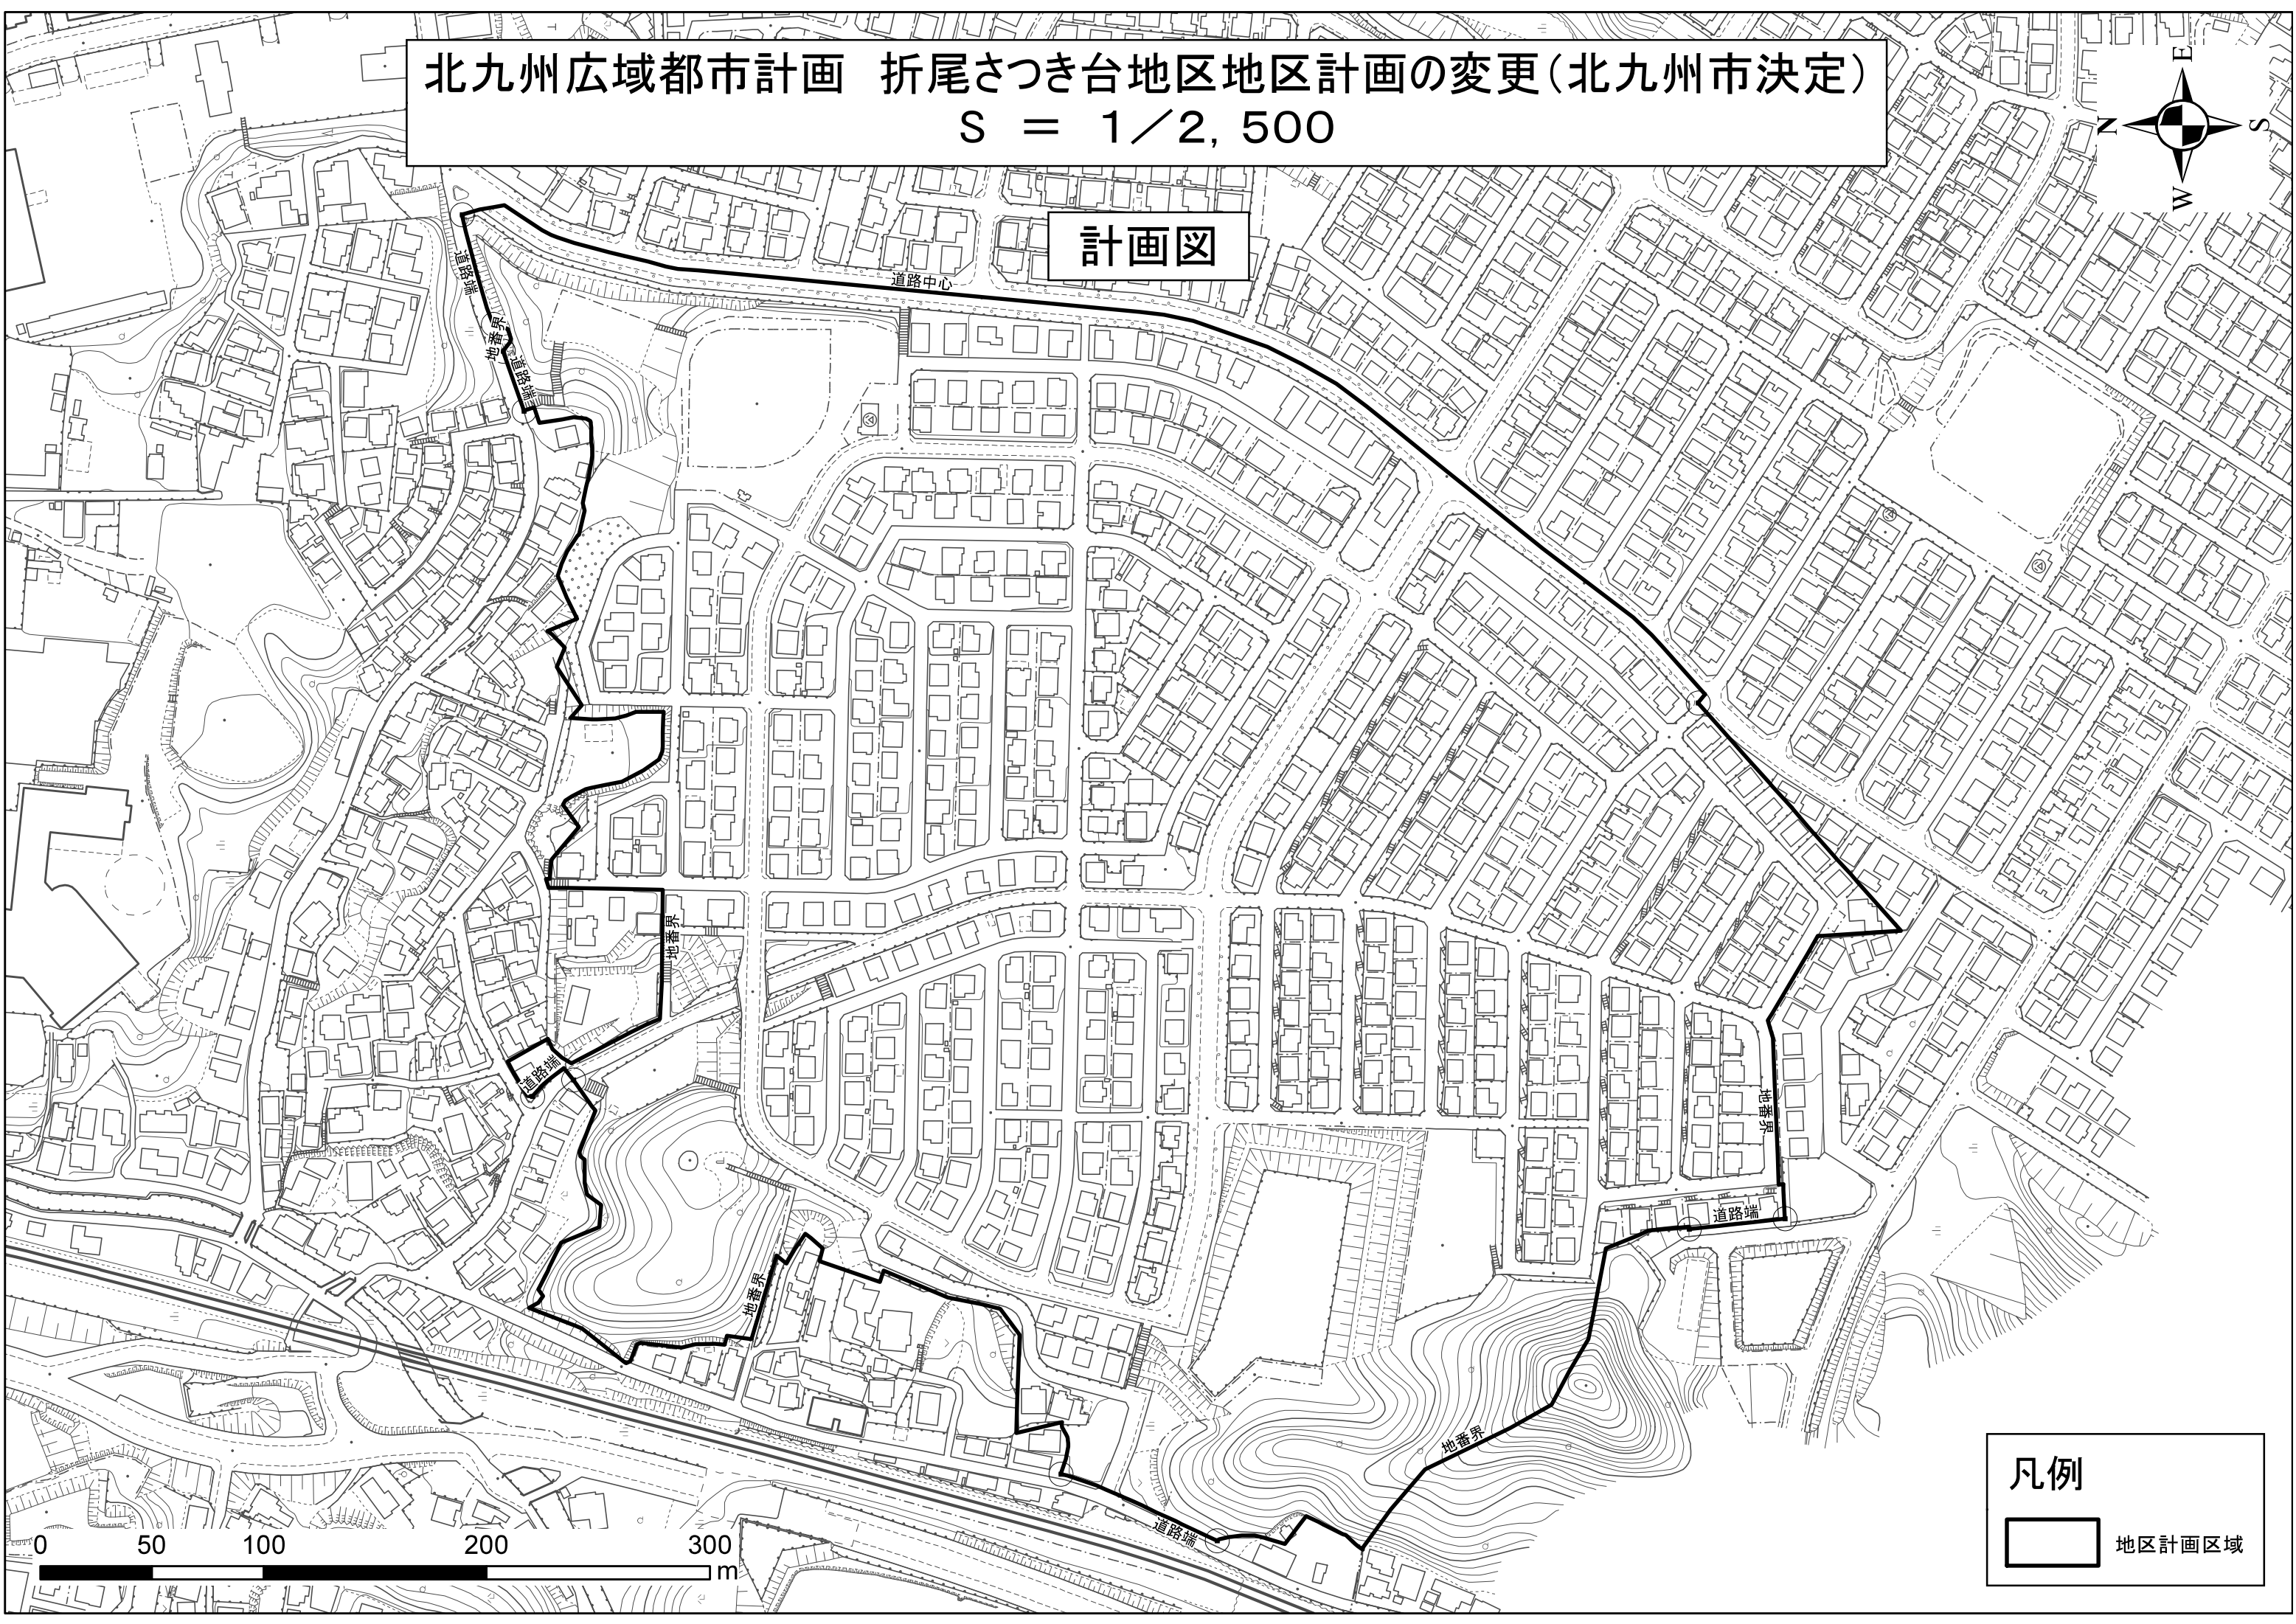 北九州広域都市計画　折尾さつき台地区地区計画の変更（北九州市決定）
S ＝ １／２，５００
E
N
S
W
計画図
道路端
道路中心
地番界
道路端
地番界
道路端
地番界
道路端
地番界
地番界
道路端
凡例
地区計画区域
0 50 100 200 300
m